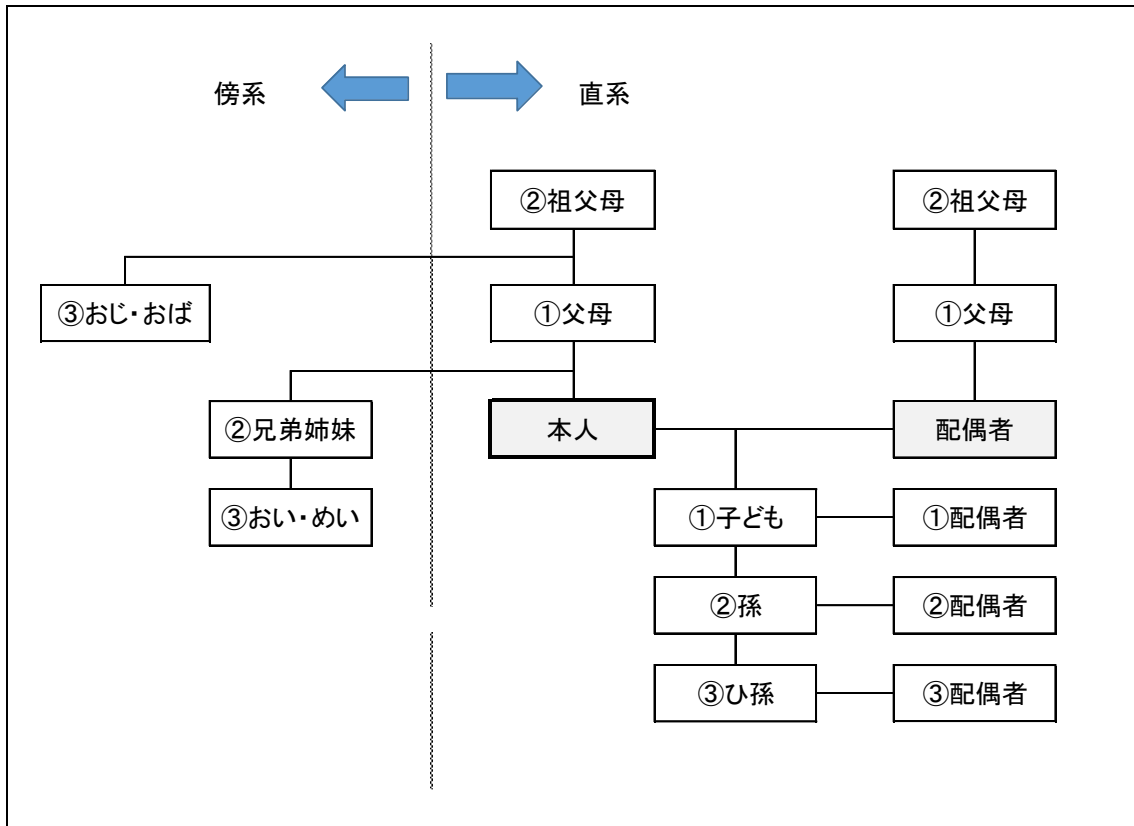 傍系
直系
②祖父母
②祖父母
③おじ・おば
①父母
①父母
②兄弟姉妹
本人
配偶者
③おい・めい
①子ども
①配偶者
②孫
②配偶者
③ひ孫
③配偶者